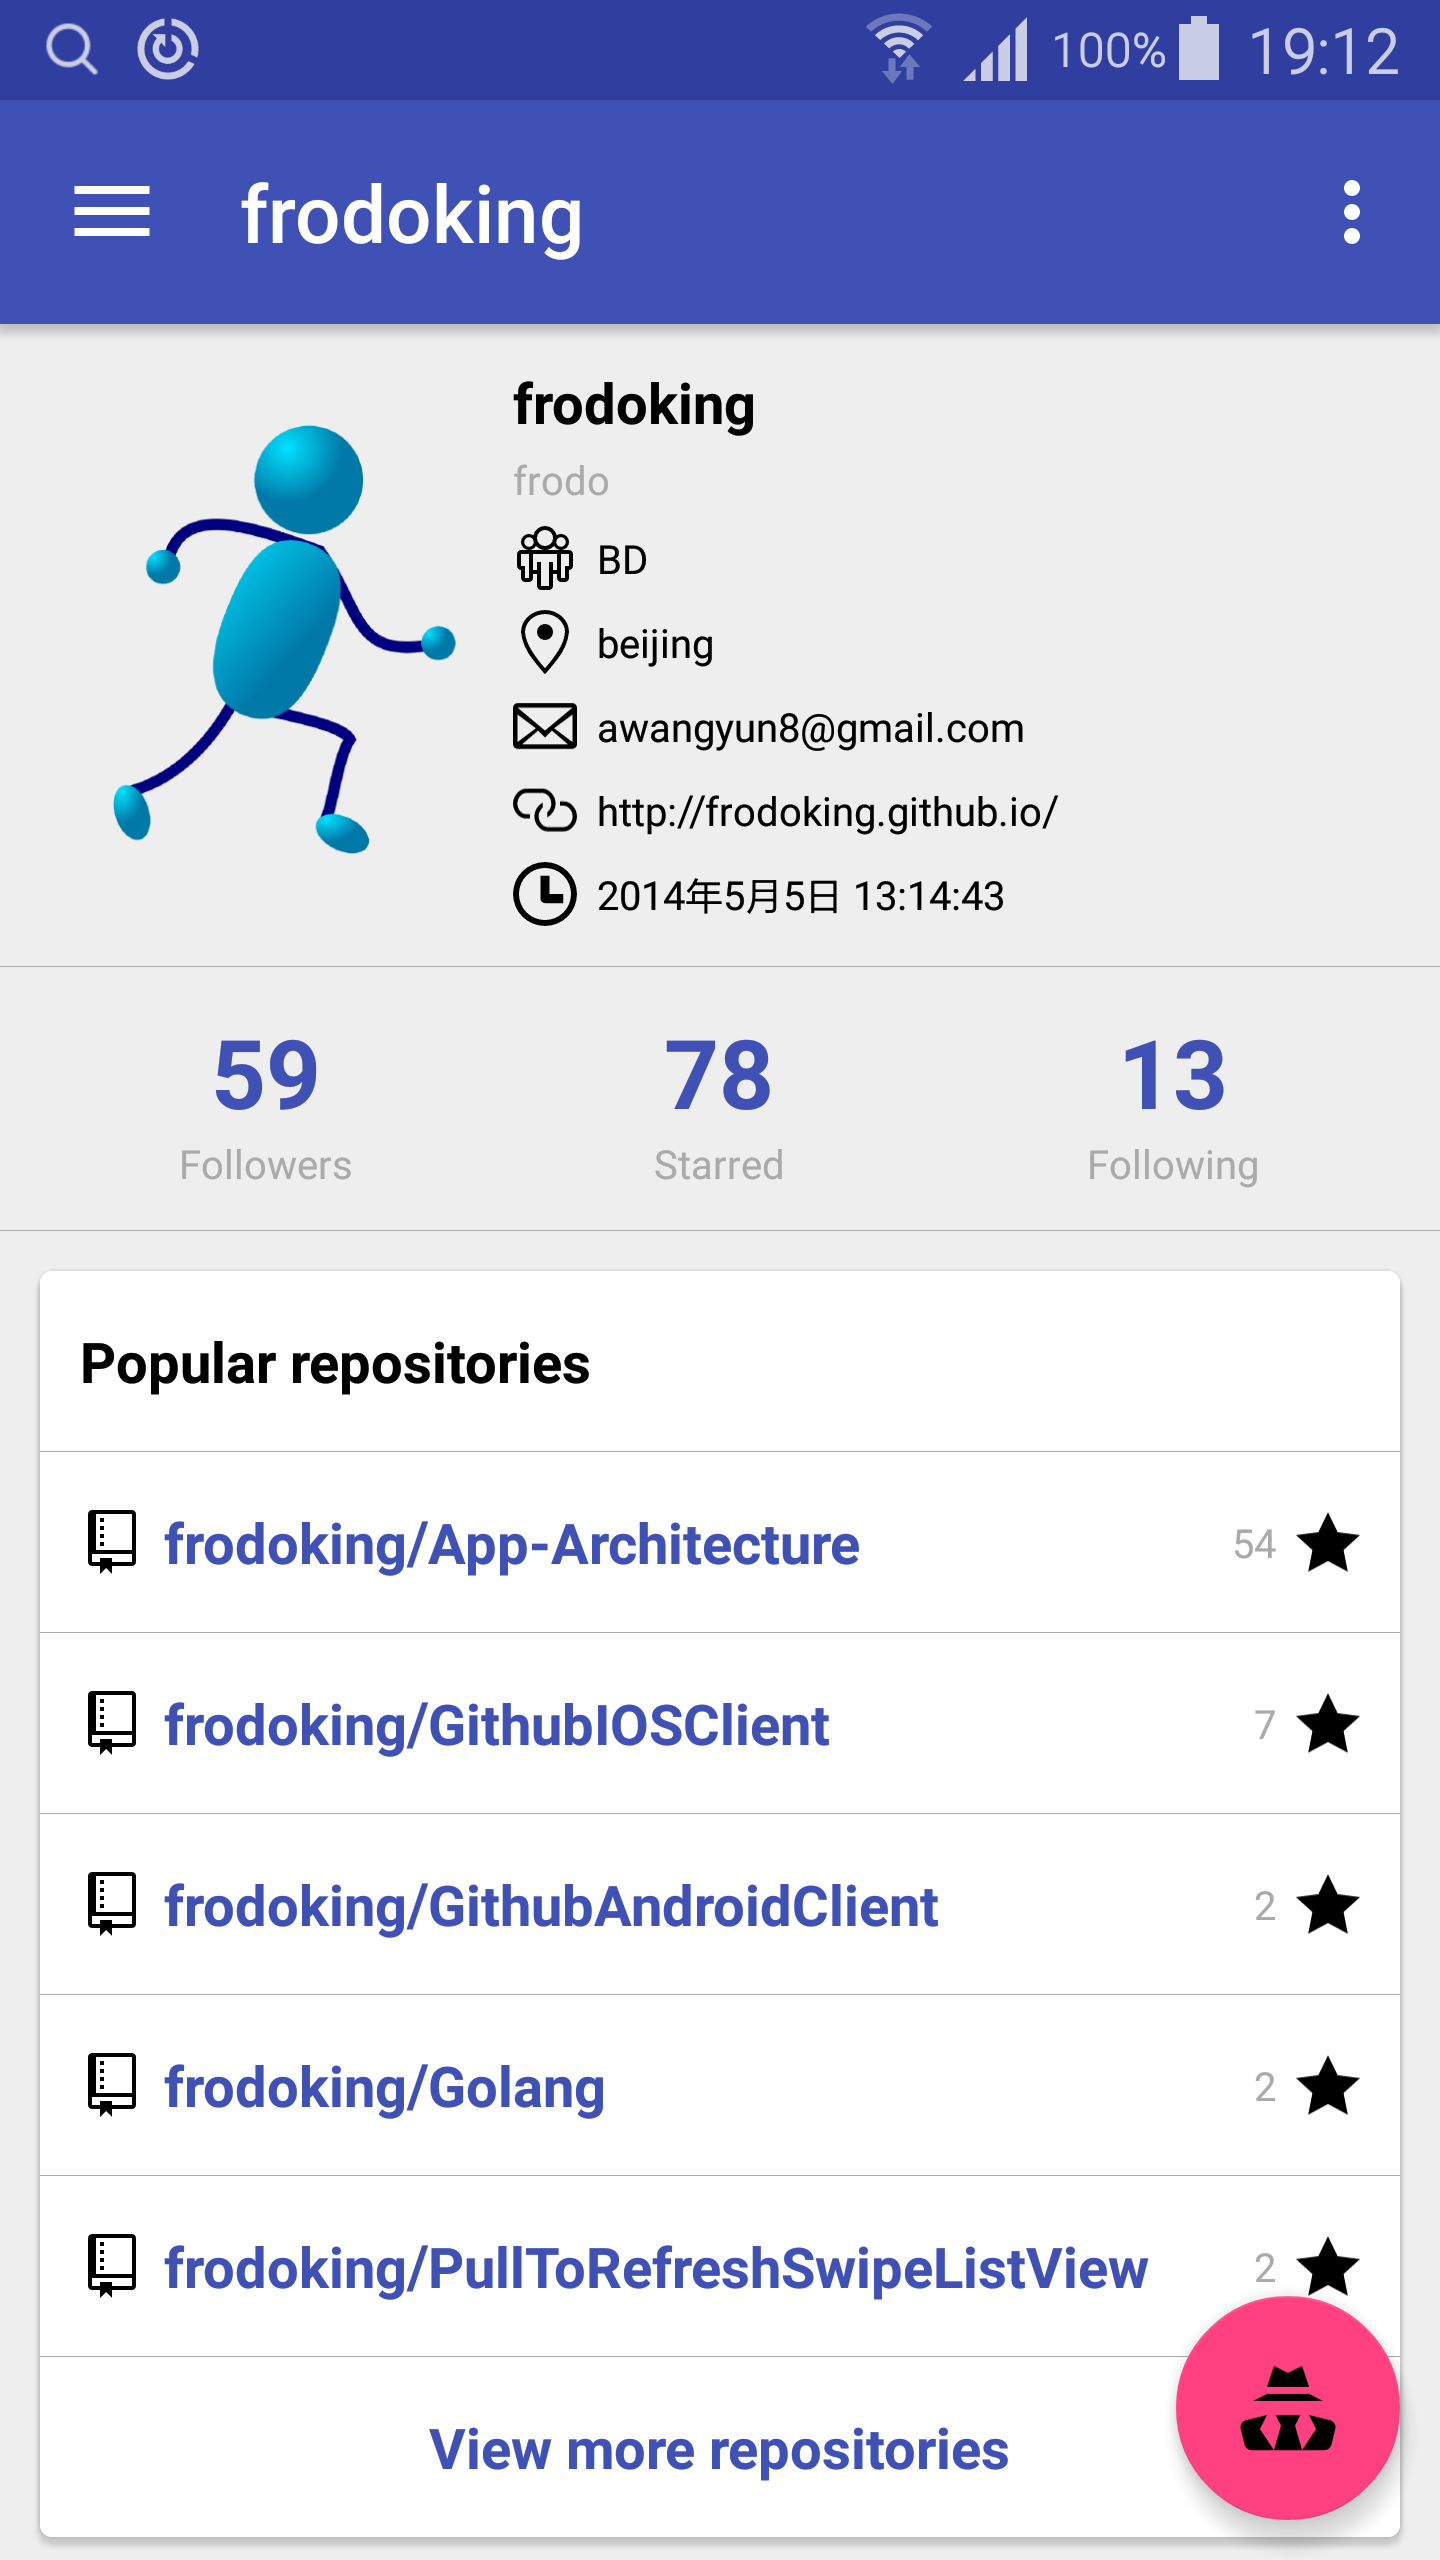 100% 19:12
frodoking
frodoking
frodo
BD
beijing
awangyun8@gmail.com
http://frodoking.github.io/
2014年5月5日 13:14:43
59 78 13
Followers Starred Following
Popular repositories
frodoking/App-Architecture 54
frodoking/GithubIOSClient 7
frodoking/GithubAndroidClient 2
frodoking/Golang 2
frodoking/PullToRefreshSwipeListView 2
View more repositories